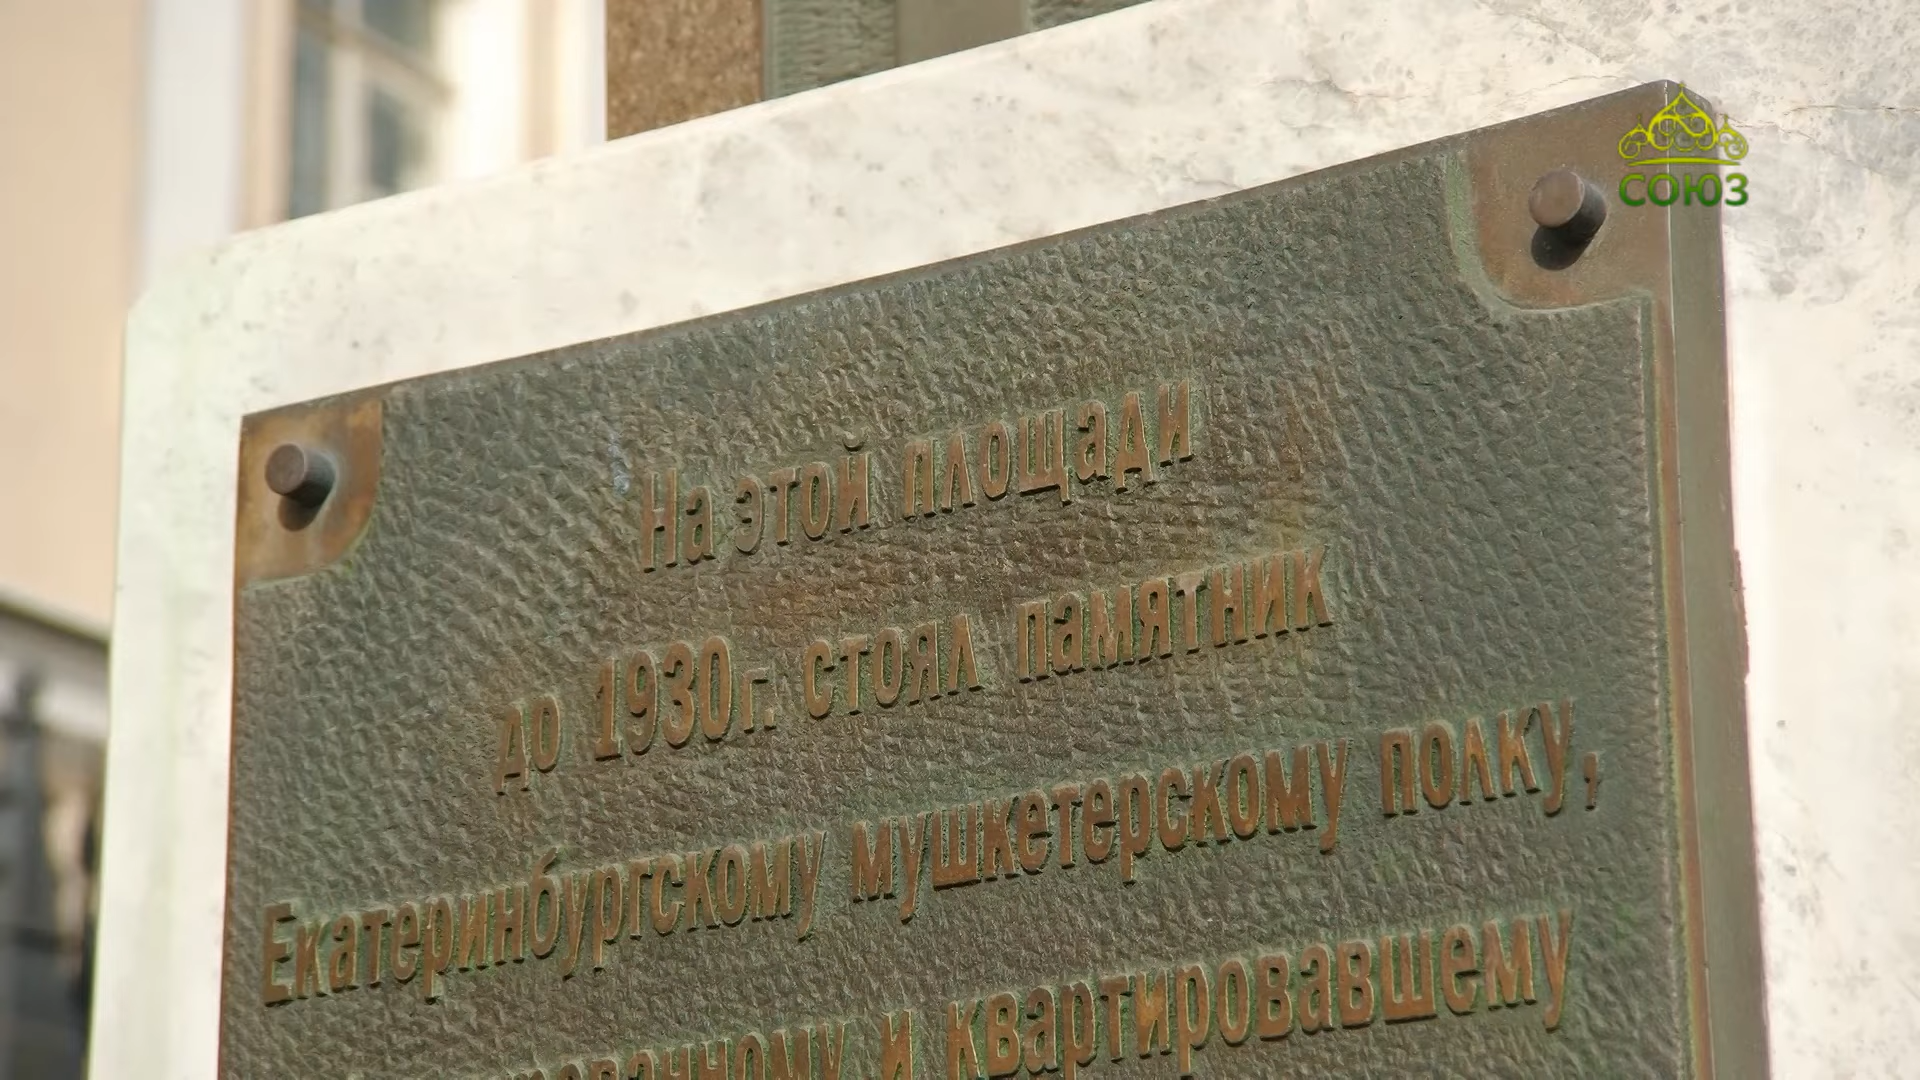 СОЮЗ
На этой площади
до 1930г. стоял памятник
Екатеринбургскому мушкетерскому полку,
и квартировавшему